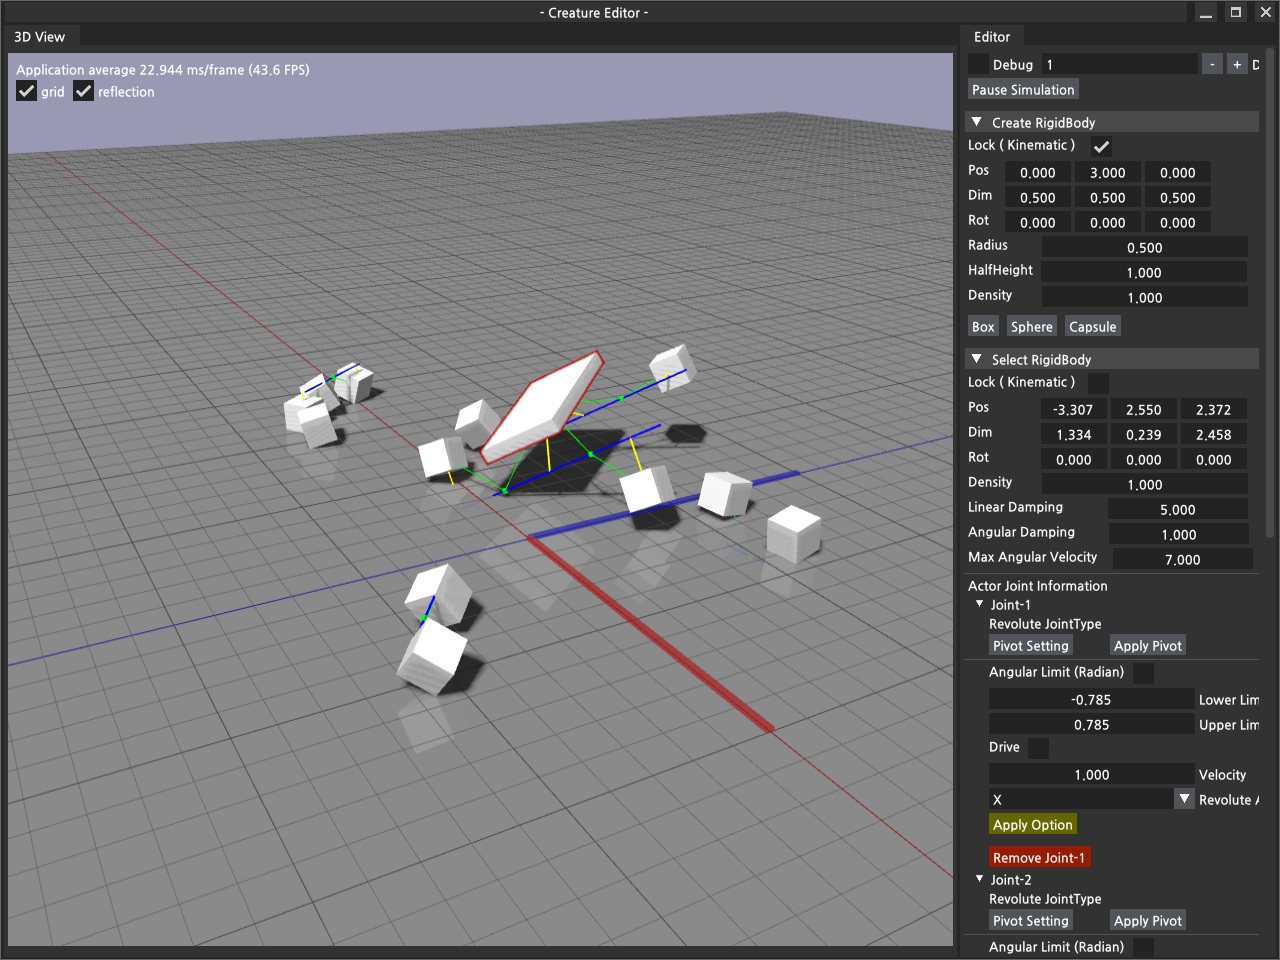 - Creature Editor -
3D View
Application average 22.944 ms/frame (43.6 FPS)
grid reflection
Editor
Debug 1 - + D
Pause Simulation
Create RigidBody
Lock ( Kinematic )
Pos 0.000 3.000 0.000
Dim 0.500 0.500 0.500
Rot 0.000 0.000 0.000
Radius 0.500
HalfHeight 1.000
Density 1.000
Box Sphere Capsule
Select RigidBody
Lock ( Kinematic )
Pos -3.307 2.550 2.372
Dim 1.334 0.239 2.458
Rot 0.000 0.000 0.000
Density 1.000
Linear Damping 5.000
Angular Damping 1.000
Max Angular Velocity 7.000
Actor Joint Information
Joint-1
Revolute JointType
Pivot Setting Apply Pivot
Angular Limit (Radian)
-0.785 Lower Lim
0.785 Upper Lim
Drive
1.000 Velocity
X Revolute A
Apply Option
Remove Joint-1
Joint-2
Revolute JointType
Pivot Setting Apply Pivot
Angular Limit (Radian)